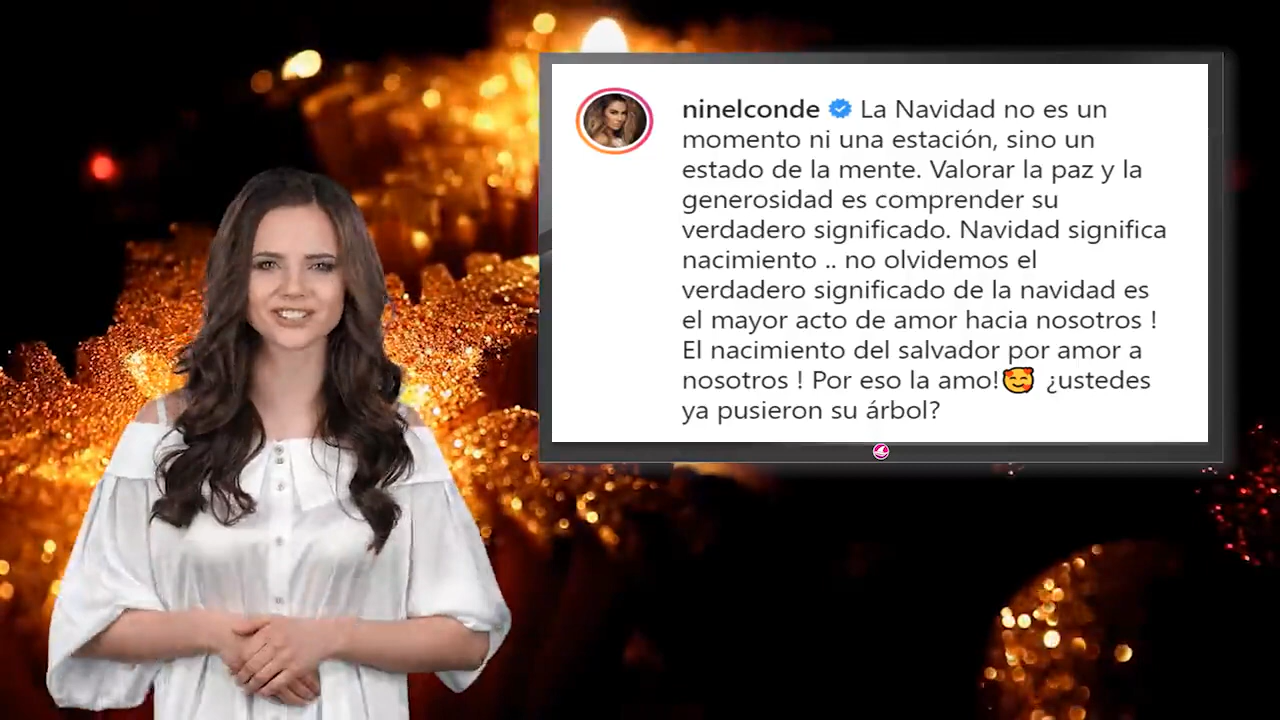 ninelconde La Navidad no es un
momento ni una estación, sino un
estado de la mente. Valorar la paz y la
generosidad es comprender su
verdadero significado. Navidad significa
nacimiento .. no olvidemos el
verdadero significado de la navidad es
el mayor acto de amor hacia nosotros !
El nacimiento del salvador por amor a
nosotros ! Por eso la amo!🥰 ¿ustedes
ya pusieron su árbol?